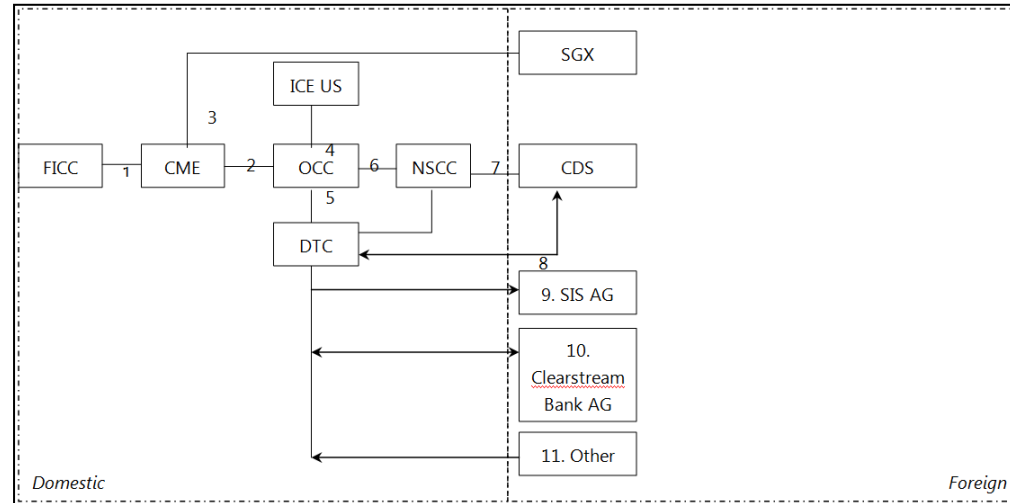 SGX
ICE US
3
FICC
1
CME
2
4
OCC
6
NSCC
7
CDS
5
DTC
8
9. SIS AG
10.
Clearstream
Bank AG
11. Other
Domestic
Foreign